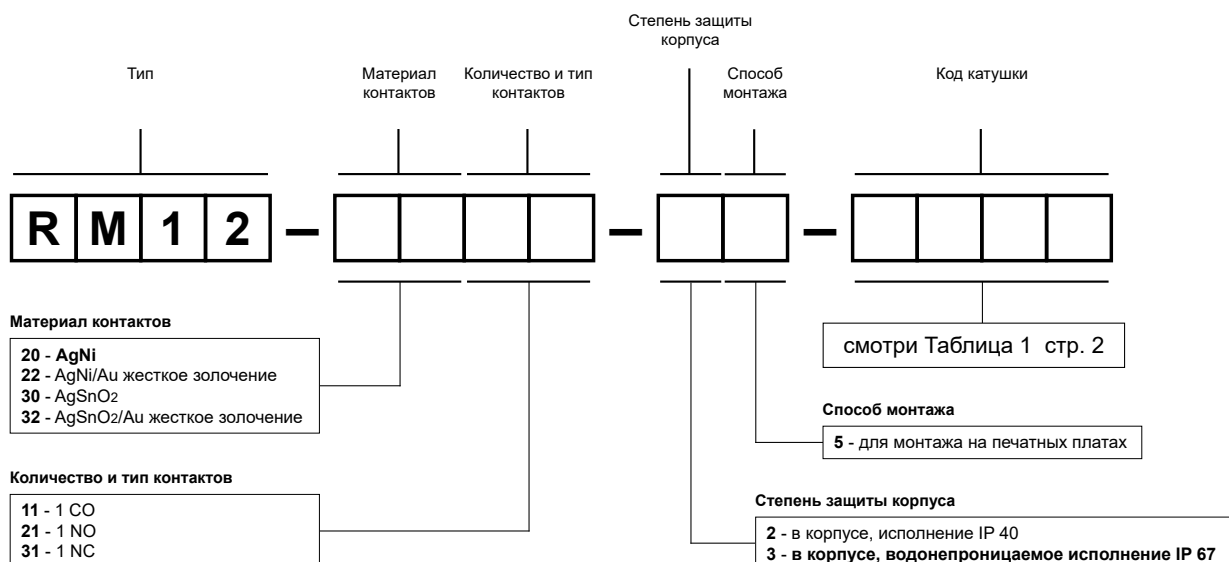 Степень защиты
корпуса
Тип
Материал
контактов
Количество и тип
контактов
Способ
монтажа
Код катушки
R M 1 2 – –  –
Материал контактов
20 - AgNi
22 - AgNi/Au жесткое золочение
30 - AgSnO2
32 - AgSnO2/Au жесткое золочение
смотри Таблица 1 стр. 2
Способ монтажа
5 - для монтажа на печатных платах
Количество и тип контактов
11 - 1 CO
21 - 1 NO
31 - 1 NC
Степень защиты корпуса
2 - в корпусе, исполнение IP 40
3 - в корпусе, водонепроницаемое исполнение IP 67